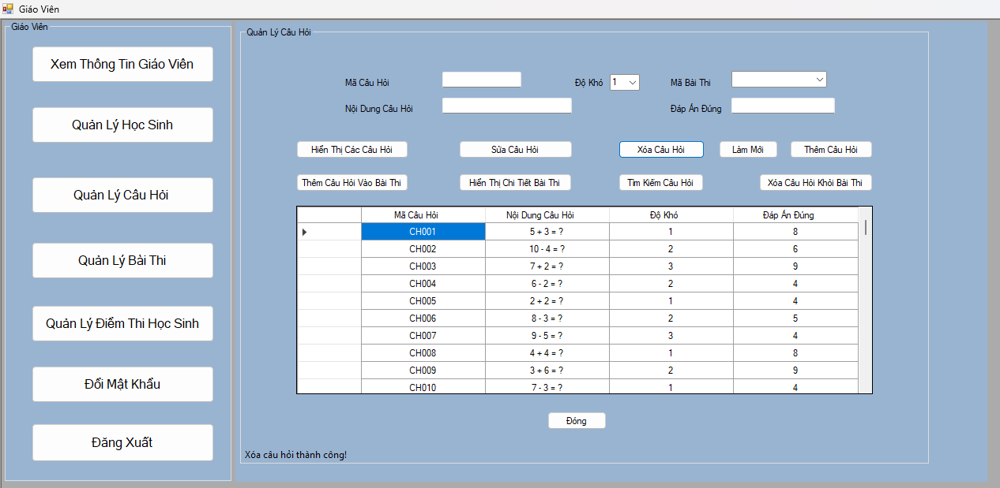 Giáo Viên
Giáo Viên
Xem Thông Tin Giáo Viên
Quản Lý Học Sinh
Quản Lý Câu Hỏi
Quản Lý Bài Thi
Quản Lý Điểm Thi Học Sinh
Đổi Mật Khẩu
Đăng Xuất
Quản Lý Câu Hỏi
Mã Câu Hỏi Độ Khó 1 Mã Bài Thi
Nội Dung Câu Hỏi Đáp Án Đúng
Hiển Thị Các Câu Hỏi Sửa Câu Hỏi Xóa Câu Hỏi Làm Mới Thêm Câu Hỏi
Thêm Câu Hỏi Vào Bài Thi Hiển Thị Chi Tiết Bài Thi Tìm Kiếm Câu Hỏi Xóa Câu Hỏi Khỏi Bài Thi
Mã Câu Hỏi Nội Dung Câu Hỏi Độ Khó Đáp Án Đúng
CH001 5 + 3 = ? 1 8
CH002 10 - 4 = ? 2 6
CH003 7 + 2 = ? 3 9
CH004 6 - 2 = ? 2 4
CH005 2 + 2 = ? 1 4
CH006 8 - 3 = ? 2 5
CH007 9 - 5 = ? 3 4
CH008 4 + 4 = ? 1 8
CH009 3 + 6 = ? 2 9
CH010 7 - 3 = ? 1 4
Đóng
Xóa câu hỏi thành công!